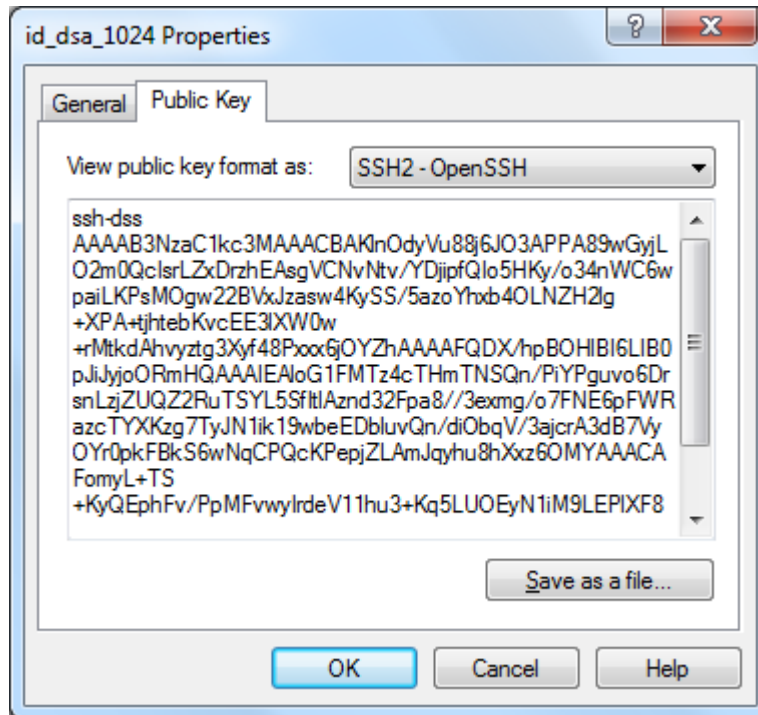 id_dsa_1024 Properties
General
Public Key
View public key format as:
SSH2 - OpenSSH
ssh-dss
AAAAB3NzaC1kc3MAAACBAKlnOdyVu88j6JO3APPA89wGyjL
O2m0QclsrLZxDrzhEAsgVCNvNtv/YDjipfQlo5HKy/o34nWC6w
paiLKPsMOgw22BVxJzasw4KySS/5azoYhxb4OLNZH2lg
+XPA+tjhtebKvcEE3lXW0w
+rMtkdAhvyztg3Xyf48Pxxx6jOYZhAAAAFQDX/hpBOHlBI6LIB0
pJiJyjoORmHQAAAIEAloG1FMTz4cTHmTNSQn/PiYPguvo6Dr
snLzjZUQZ2RuTSYL5SfltlAznd32Fpa8//3exmg/o7FNE6pFWR
azcTYXKzg7TyJN1ik19wbeEDbluvQn/diObqV/3ajcrA3dB7Vy
OYr0pkFBkS6wNqCPQcKPepjZLAmJqyhu8hXxz6OMYAAACA
FomyL+TS
+KyQEphFv/PpMFvwylrdeV11hu3+Kq5LUOEyN1iM9LEPlXF8
Save as a file...
OK
Cancel
Help